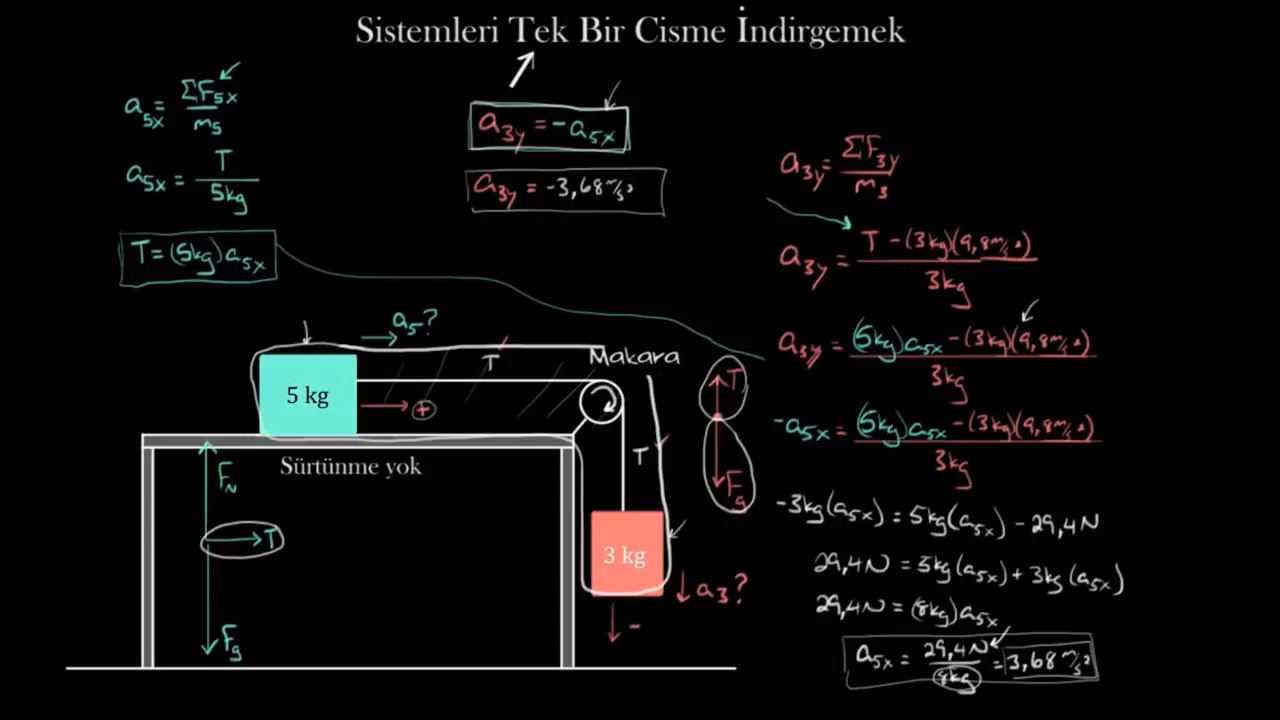 Sistemleri Tek Bir Cisme İndirgemek
a5x = ΣF5x / m5
a5x = T / 5kg
T = (5kg) a5x
a3y = -a5x
a3y = -3,68 m/s²
a3y = ΣF3y / m3
a3y = T - (3kg)(9,8 m/s²) / 3kg
a3y = (5kg) a5x - (3kg)(9,8 m/s²) / 3kg
-a5x = (5kg) a5x - (3kg)(9,8 m/s²) / 3kg
-3kg (a5x) = 5kg (a5x) - 29,4N
29,4N = 5kg (a5x) + 3kg (a5x)
29,4N = (8kg) a5x
a5x = 29,4N / 8kg = 3,68 m/s²
a5?
T
Makara
5 kg
+
T
Sürtünme yok
T
Fg
FN
T
Fg
3 kg
a3?
-